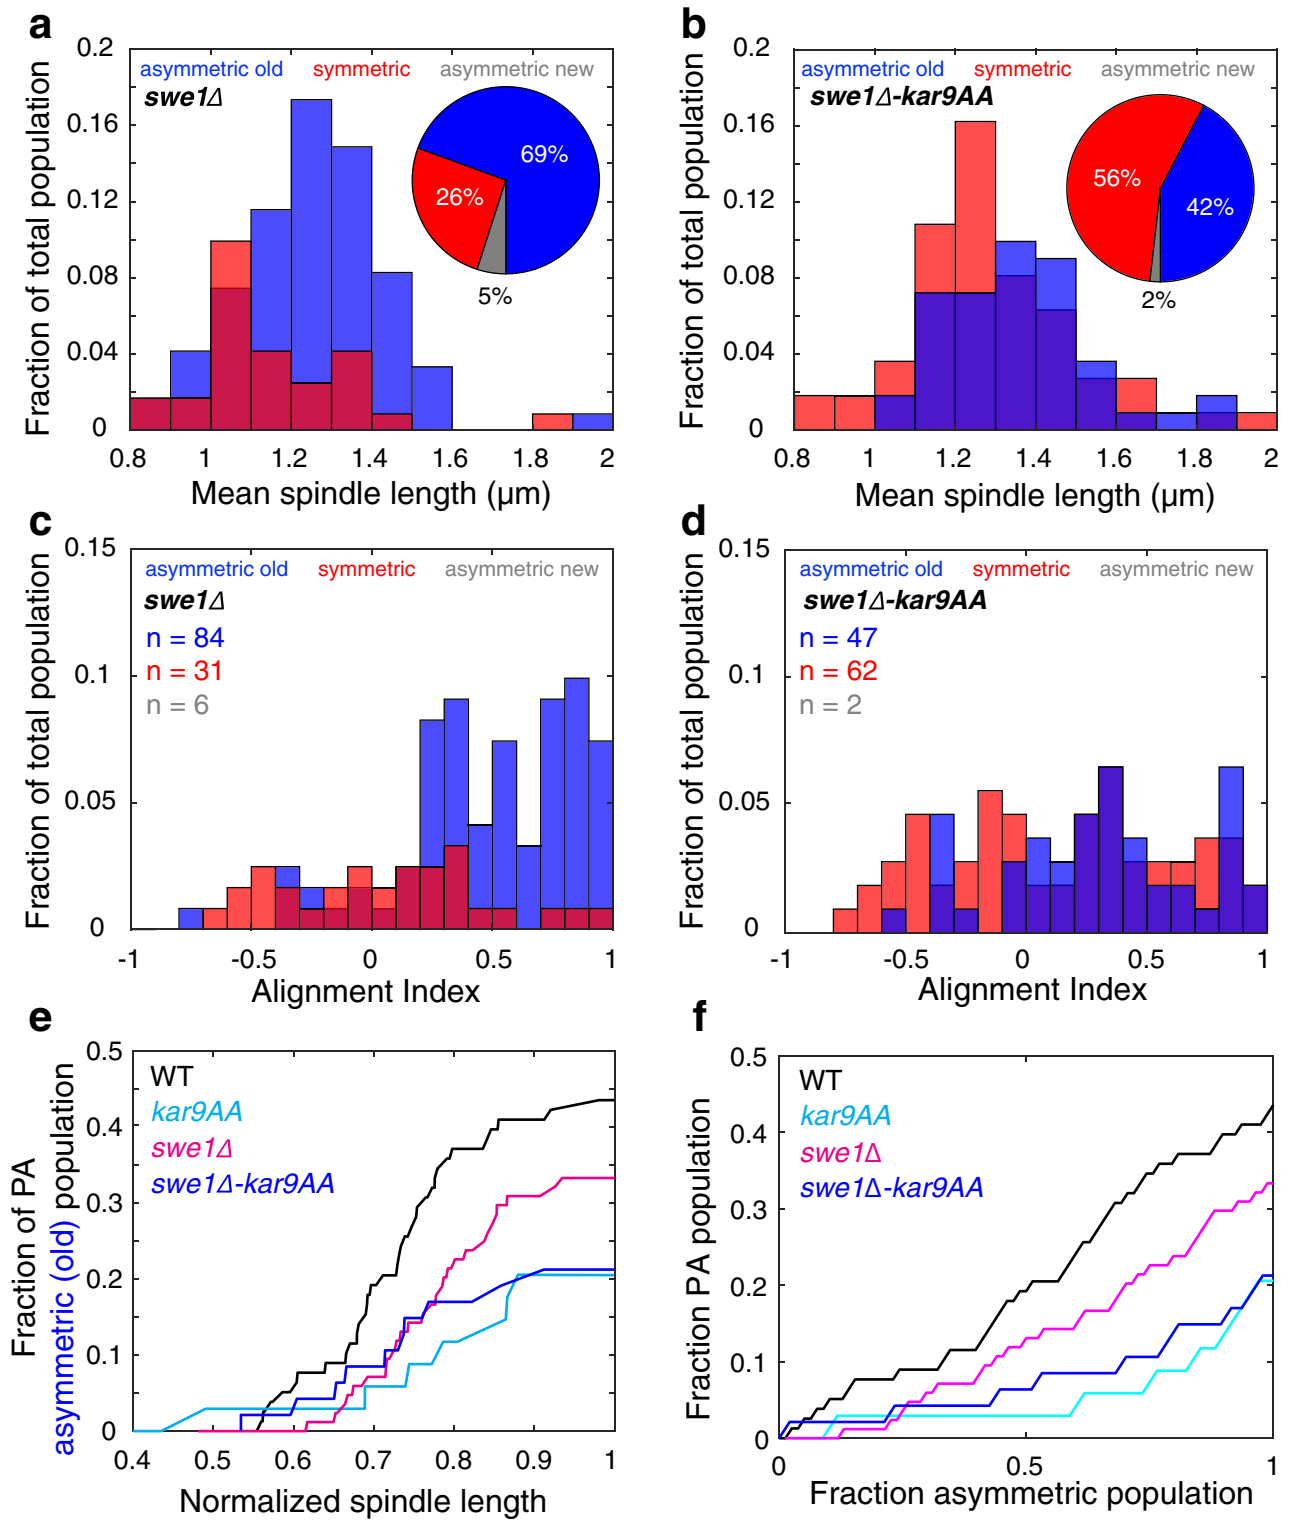 a
0.2
0.16
0.12
0.08
0.04
0
Fraction of total population
asymmetric old symmetric asymmetric new
swe1Δ
69%
26%
5%
0.8 1 1.2 1.4 1.6 1.8 2
Mean spindle length (μm)
b
0.2
0.16
0.12
0.08
0.04
0
Fraction of total population
asymmetric old symmetric asymmetric new
swe1Δ-kar9AA
56%
42%
2%
0.8 1 1.2 1.4 1.6 1.8 2
Mean spindle length (μm)
c
0.15
0.1
0.05
0
Fraction of total population
asymmetric old symmetric asymmetric new
swe1Δ
n = 84
n = 31
n = 6
-1 -0.5 0 0.5 1
Alignment Index
d
0.15
0.1
0.05
0
Fraction of total population
asymmetric old symmetric asymmetric new
swe1Δ-kar9AA
n = 47
n = 62
n = 2
-1 -0.5 0 0.5 1
Alignment Index
e
0.5
0.4
0.3
0.2
0.1
0
Fraction of PA
asymmetric (old) population
WT
kar9AA
swe1Δ
swe1Δ-kar9AA
0.4 0.5 0.6 0.7 0.8 0.9 1
Normalized spindle length
f
0.5
0.4
0.3
0.2
0.1
0
Fraction PA population
WT
kar9AA
swe1Δ
swe1Δ-kar9AA
0 0.5 1
Fraction asymmetric population